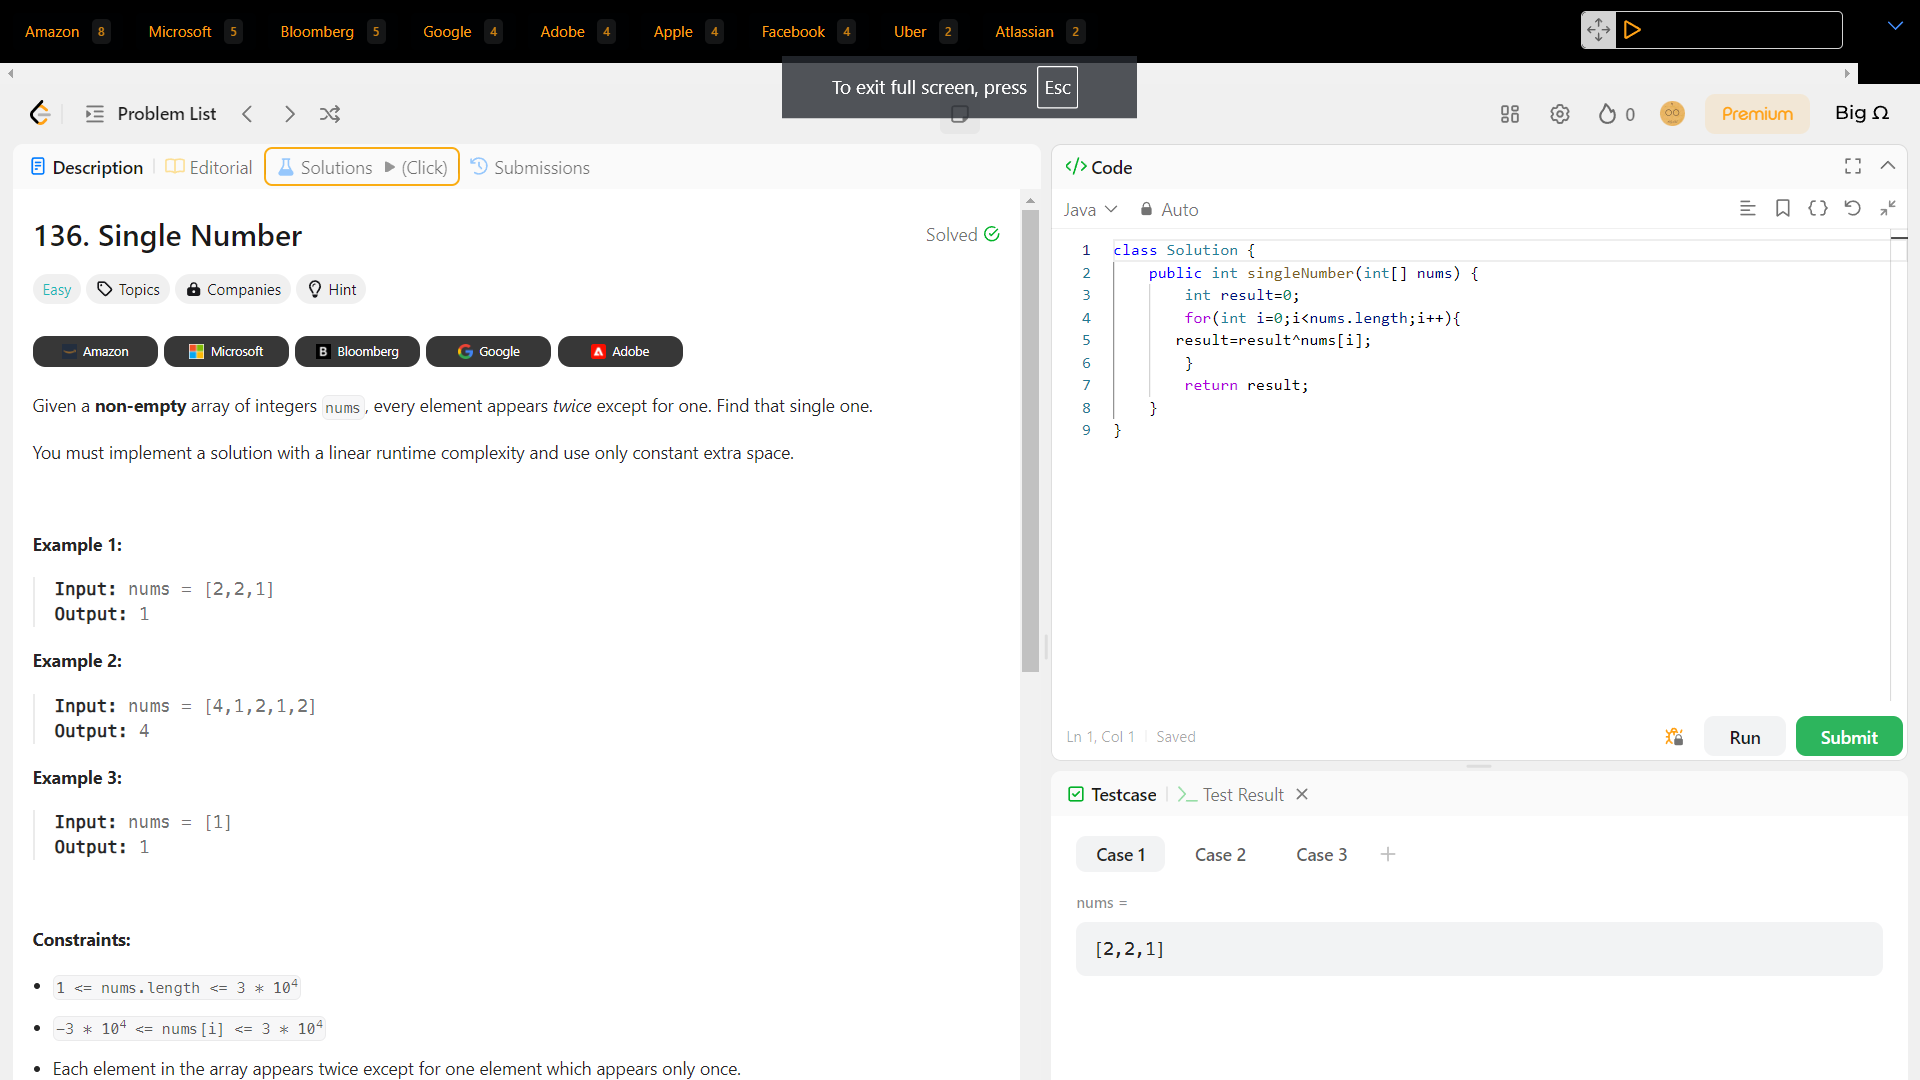 Amazon 8 Microsoft 5 Bloomberg 5 Google 4 Adobe 4 Apple 4 Facebook 4 Uber 2 Atlassian 2
To exit full screen, press Esc
Problem List
0
Premium
Big Ω
Description
Editorial
Solutions ▶ (Click)
Submissions
136. Single Number
Solved
Easy
Topics
Companies
Hint
Amazon
Microsoft
Bloomberg
Google
Adobe
Given a non-empty array of integers nums, every element appears twice except for one. Find that single one.
You must implement a solution with a linear runtime complexity and use only constant extra space.
Example 1:
Input: nums = [2,2,1]
Output: 1
Example 2:
Input: nums = [4,1,2,1,2]
Output: 4
Example 3:
Input: nums = [1]
Output: 1
Constraints:
• 1 <= nums.length <= 3 * 10⁴
• -3 * 10⁴ <= nums[i] <= 3 * 10⁴
• Each element in the array appears twice except for one element which appears only once.
</> Code
Java
Auto
1 class Solution {
2 public int singleNumber(int[] nums) {
3 int result=0;
4 for(int i=0;i<nums.length;i++){
5 result=result^nums[i];
6 }
7 return result;
8 }
9 }
Ln 1, Col 1
Saved
Run
Submit
Testcase
>_ Test Result
Case 1
Case 2
Case 3
+
nums =
[2,2,1]